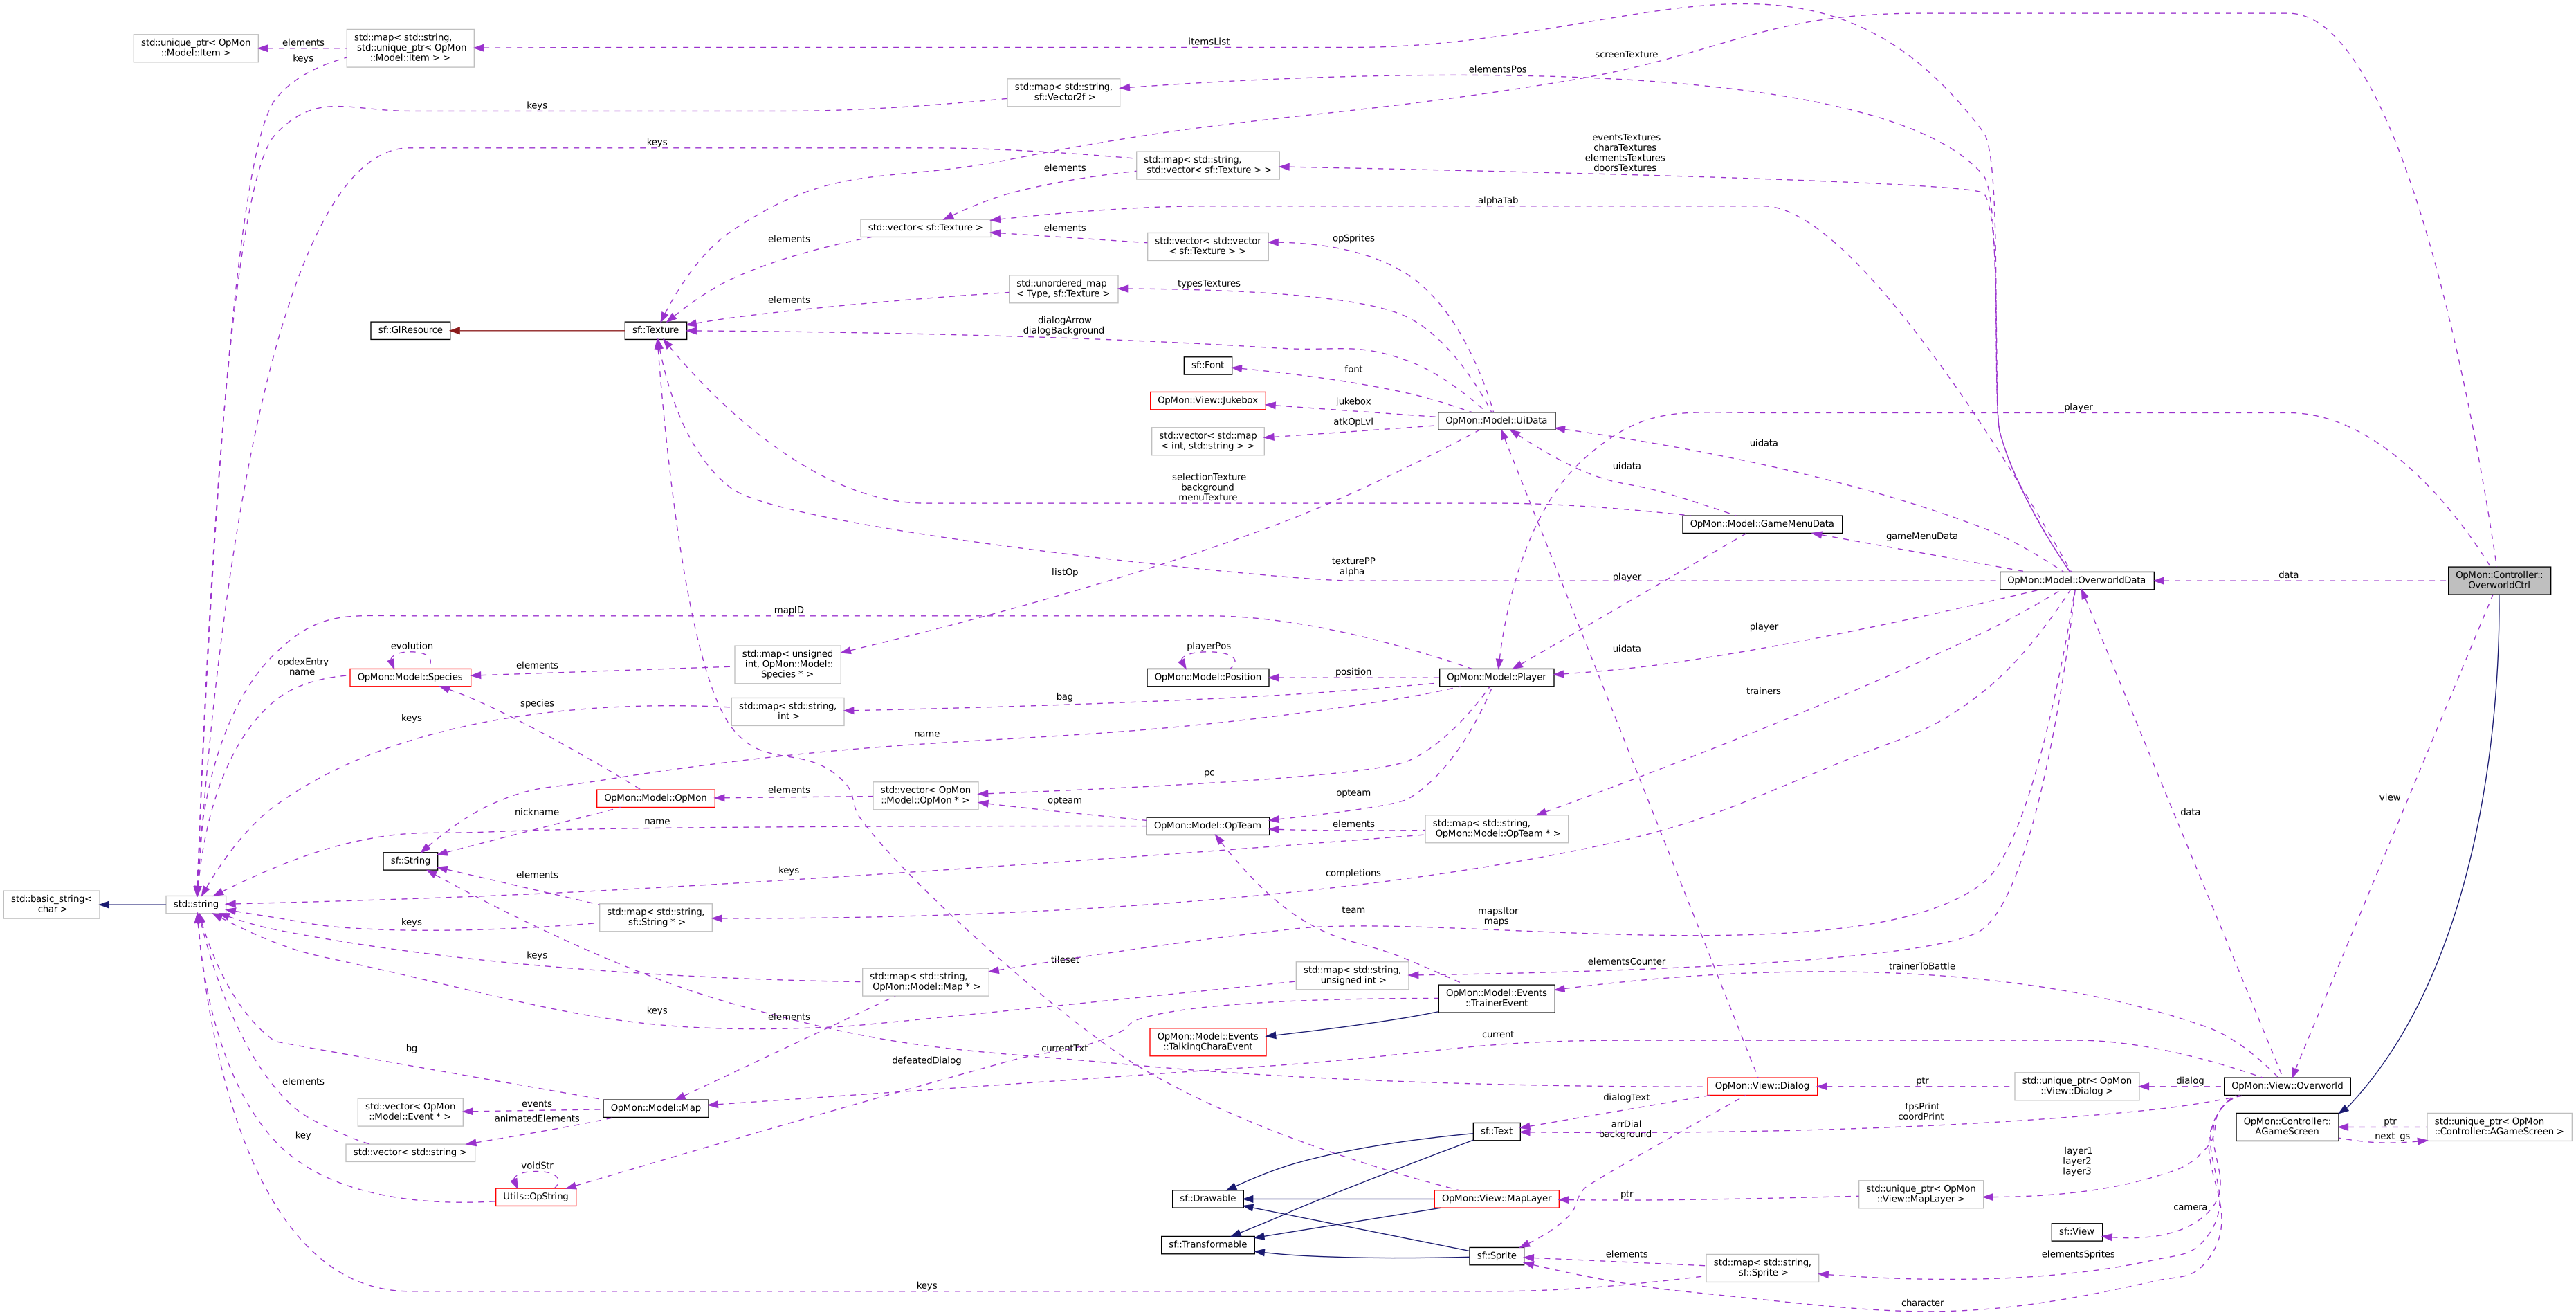 std::unique_ptr< OpMon
::Model::Item >
elements
keys
std::map< std::string,
std::unique_ptr< OpMon
::Model::Item > >
itemsList
screenTexture
elementsPos
std::map< std::string,
sf::Vector2f >
keys
keys
std::map< std::string,
std::vector< sf::Texture > >
eventsTextures
charaTextures
elementsTextures
doorsTextures
elements
alphaTab
std::vector< sf::Texture >
elements
elements
std::vector< std::vector
< sf::Texture > >
opSprites
std::unordered_map
< Type, sf::Texture >
typesTextures
elements
sf::GlResource
sf::Texture
dialogArrow
dialogBackground
sf::Font
font
OpMon::View::Jukebox
jukebox
std::vector< std::map
< int, std::string > >
atkOpLvl
OpMon::Model::UiData
player
uidata
uidata
selectionTexture
background
menuTexture
OpMon::Model::GameMenuData
gameMenuData
texturePP
alpha
listOp
player
OpMon::Model::OverworldData
data
OpMon::Controller::
OverworldCtrl
mapID
player
uidata
evolution
opdexEntry
name
OpMon::Model::Species
elements
std::map< unsigned
int, OpMon::Model::
Species * >
playerPos
OpMon::Model::Position
position
OpMon::Model::Player
trainers
species
keys
std::map< std::string,
int >
bag
name
pc
OpMon::Model::OpMon
elements
std::vector< OpMon
::Model::OpMon * >
opteam
opteam
nickname
name
OpMon::Model::OpTeam
elements
std::map< std::string,
OpMon::Model::OpTeam * >
view
data
sf::String
keys
completions
elements
std::basic_string<
char >
std::string
keys
std::map< std::string,
sf::String * >
team
mapsItor
maps
keys
tileset
elementsCounter
trainerToBattle
std::map< std::string,
OpMon::Model::Map * >
std::map< std::string,
unsigned int >
OpMon::Model::Events
::TrainerEvent
keys
elements
OpMon::Model::Events
::TalkingCharaEvent
current
bg
currentTxt
defeatedDialog
elements
OpMon::View::Dialog
ptr
std::unique_ptr< OpMon
::View::Dialog >
dialog
OpMon::View::Overworld
std::vector< OpMon
::Model::Event * >
events
animatedElements
OpMon::Model::Map
dialogText
fpsPrint
coordPrint
key
std::vector< std::string >
sf::Text
arrDial
background
OpMon::Controller::
AGameScreen
ptr
_next_gs
std::unique_ptr< OpMon
::Controller::AGameScreen >
voidStr
Utils::OpString
layer1
layer2
layer3
sf::Drawable
OpMon::View::MapLayer
ptr
std::unique_ptr< OpMon
::View::MapLayer >
camera
sf::View
sf::Transformable
sf::Sprite
elements
std::map< std::string,
sf::Sprite >
elementsSprites
keys
character